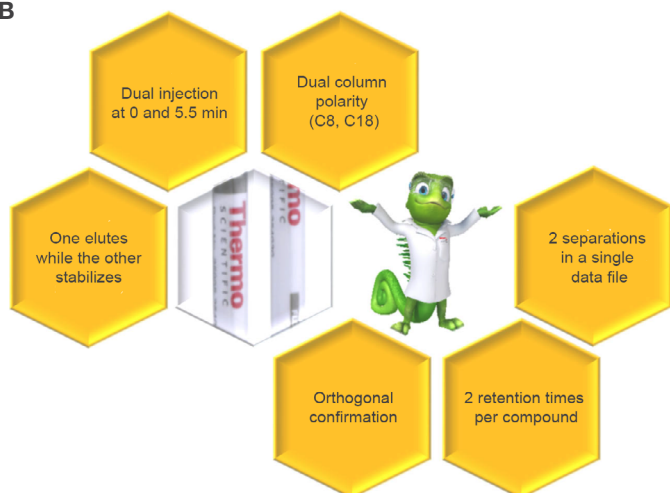 B
Dual injection
at 0 and 5.5 min
Dual column
polarity
(C8, C18)
One elutes
while the other
stabilizes
Thermo
SCIENTIFIC
2 separations
in a single
data file
Orthogonal
confirmation
2 retention times
per compound